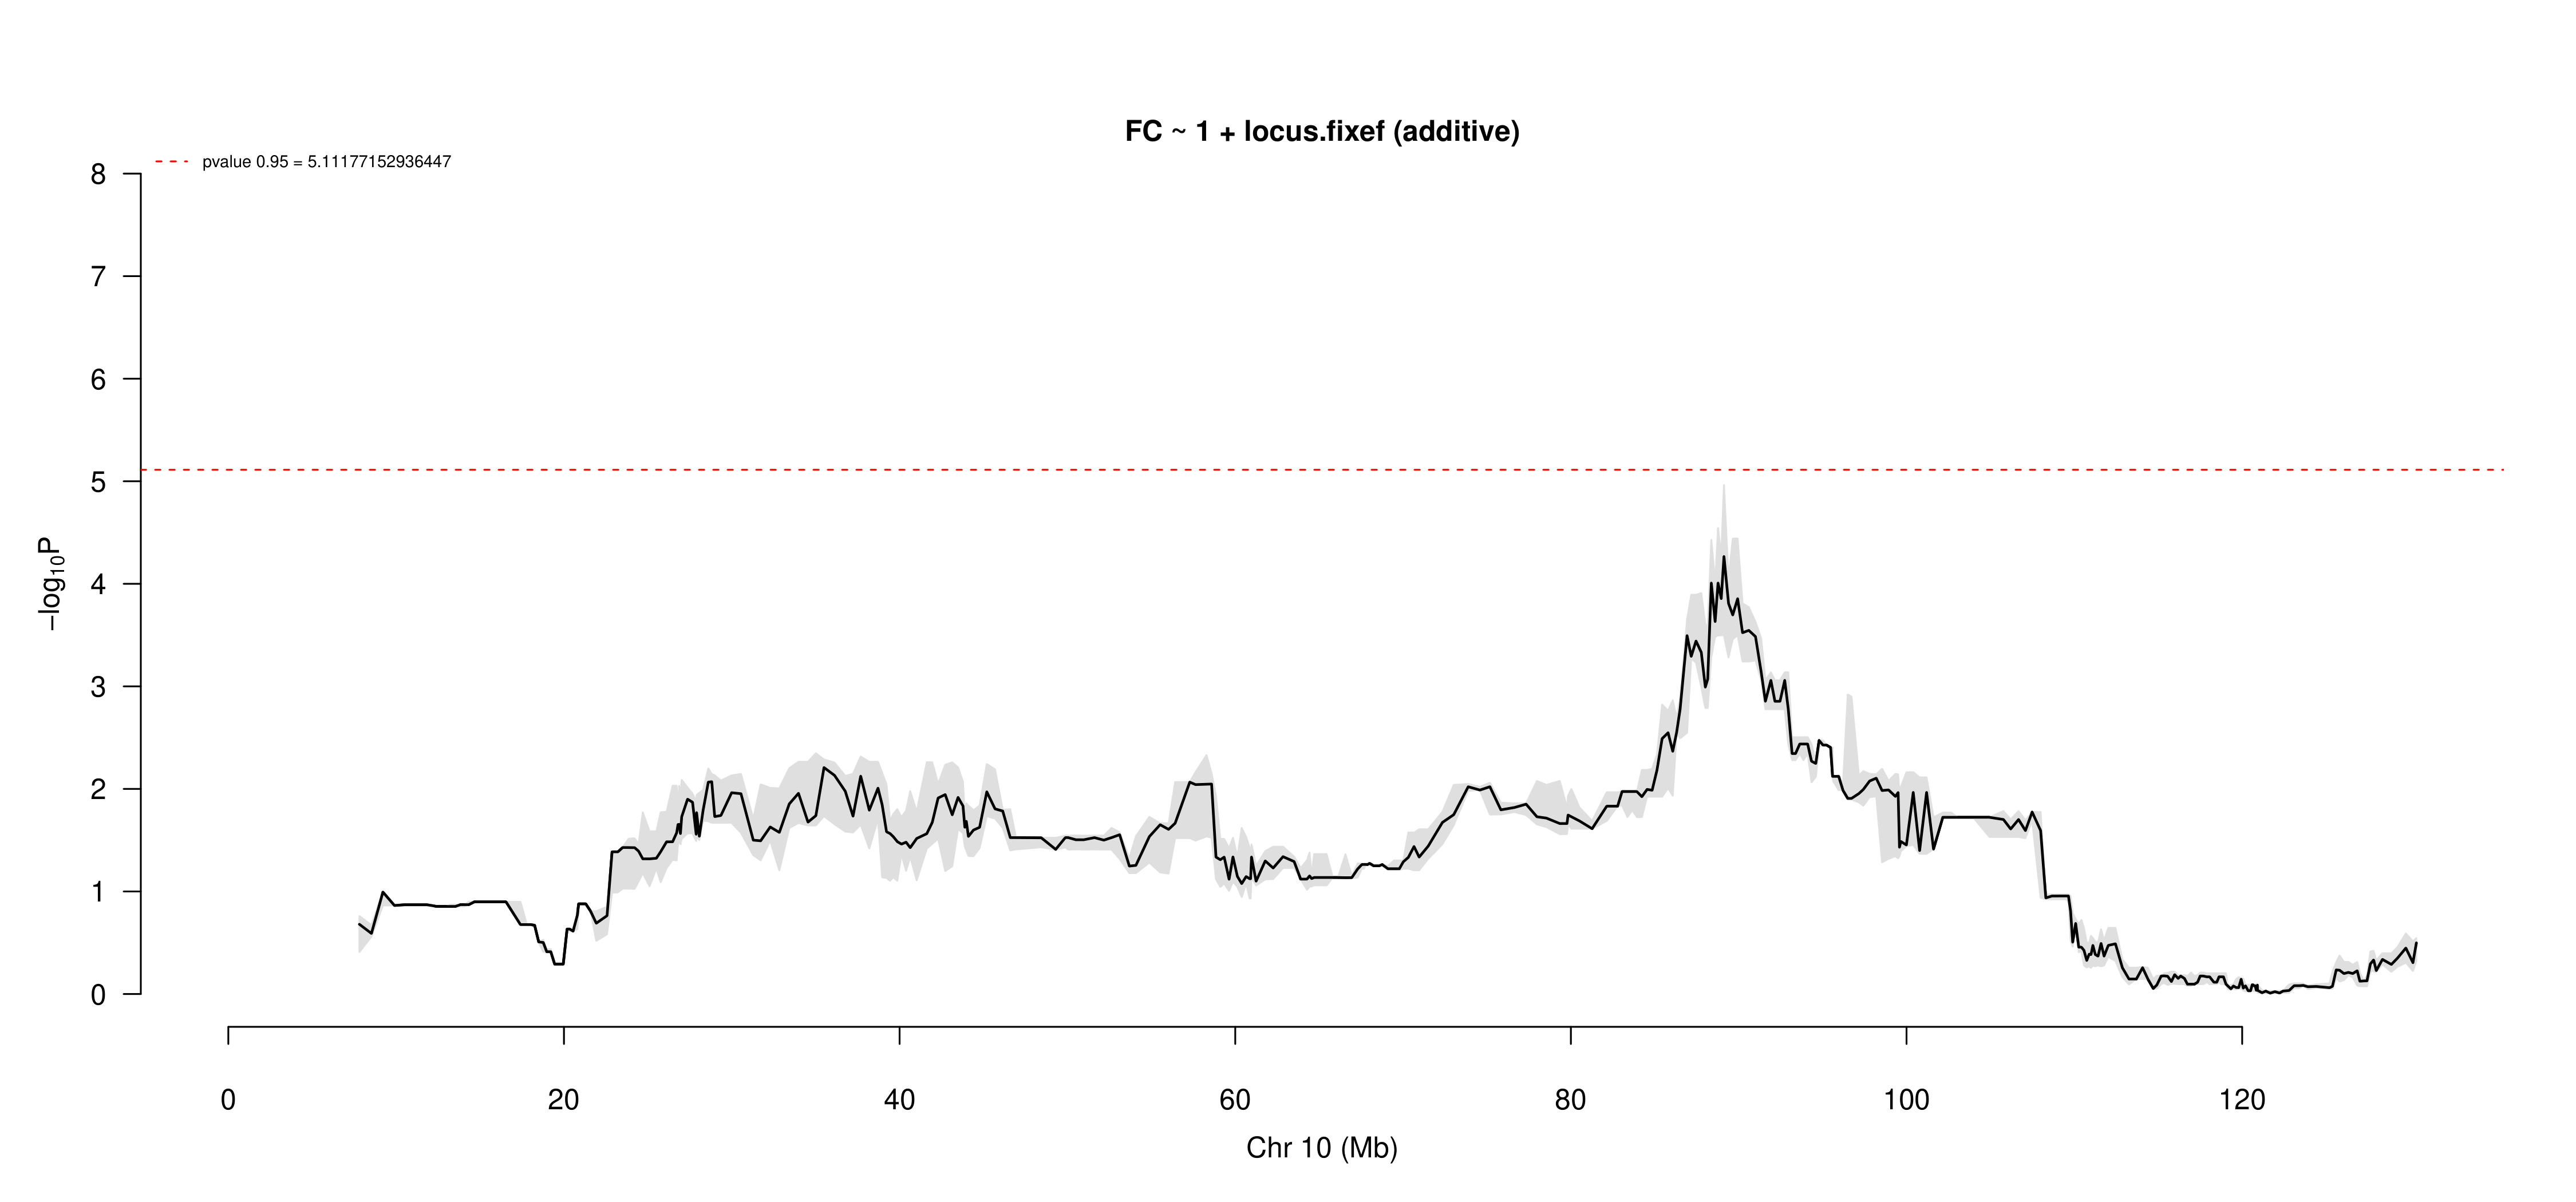 FC ~ 1 + locus.fixef (additive)
pvalue 0.95 = 5.11177152936447
8
7
6
5
4
3
2
1
0
−log10P
0 20 40 60 80 100 120
Chr 10 (Mb)